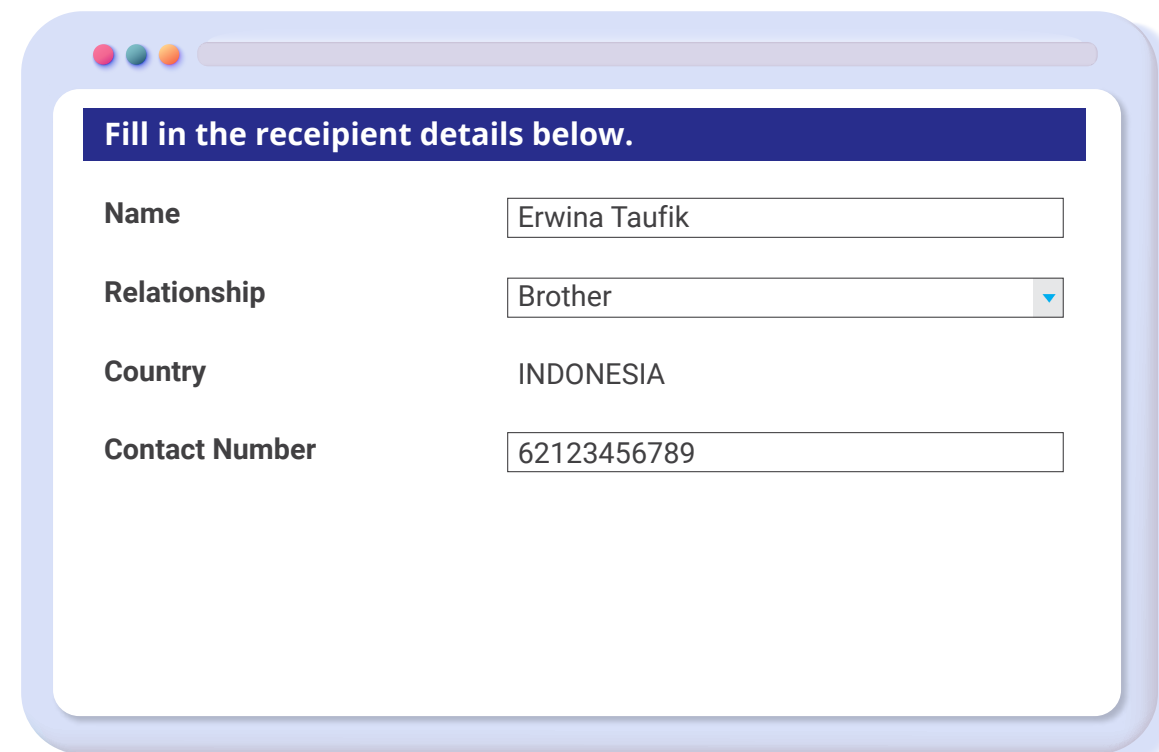 Fill in the receipient details below.
Name
Erwina Taufik
Relationship
Brother
Country
INDONESIA
Contact Number
62123456789